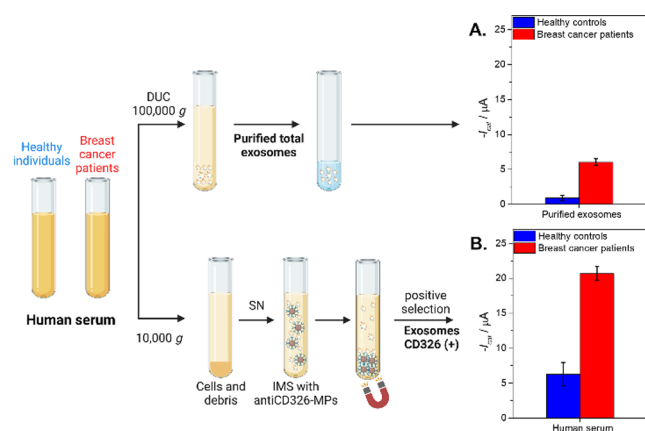 Healthy
individuals
Breast
cancer
patients
Human serum
DUC
100,000 g
Purified total
exosomes
10,000 g
Cells and
debris
SN
IMS with
antiCD326-MPs
positive
selection
Exosomes
CD326 (+)
A.
Healthy controls
Breast cancer patients
25
20
15
10
5
0
-Icat / µA
Purified exosomes
B.
Healthy controls
Breast cancer patients
25
20
15
10
5
0
/ µA
Human serum